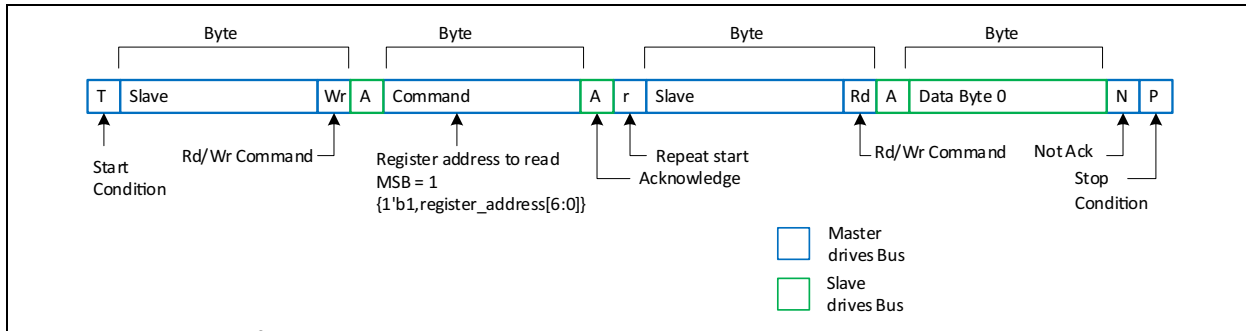 Byte Byte Byte Byte
T Slave Wr A Command A r Slave Rd A Data Byte 0 N P
Start
Condition
Rd/Wr Command
Register address to read
MSB = 1
{1'b1,register_address[6:0]}
Repeat start
Acknowledge
Rd/Wr Command
Not Ack
Stop
Condition
Master
drives Bus
Slave
drives Bus